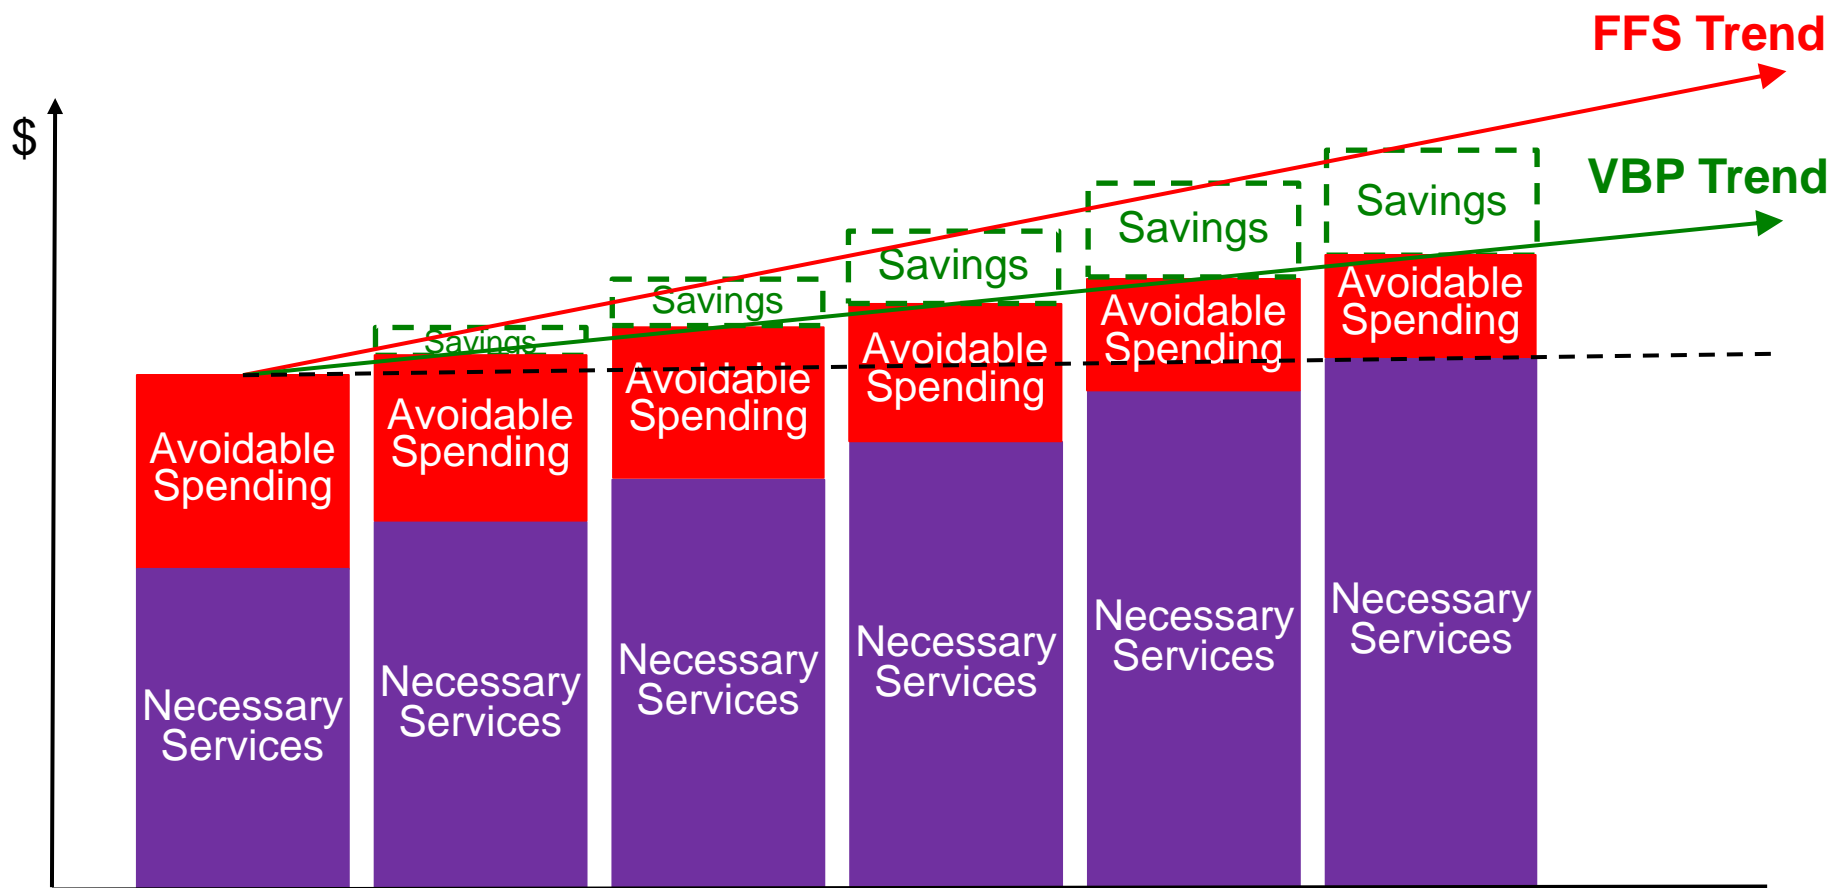 FFS Trend
$
VBP Trend
Savings
Savings
Savings
Savings
Savings
Avoidable
Spending
Avoidable
Spending
Avoidable
Spending
Avoidable
Spending
Avoidable
Spending
Avoidable
Spending
Necessary
Services
Necessary
Services
Necessary
Services
Necessary
Services
Necessary
Services
Necessary
Services